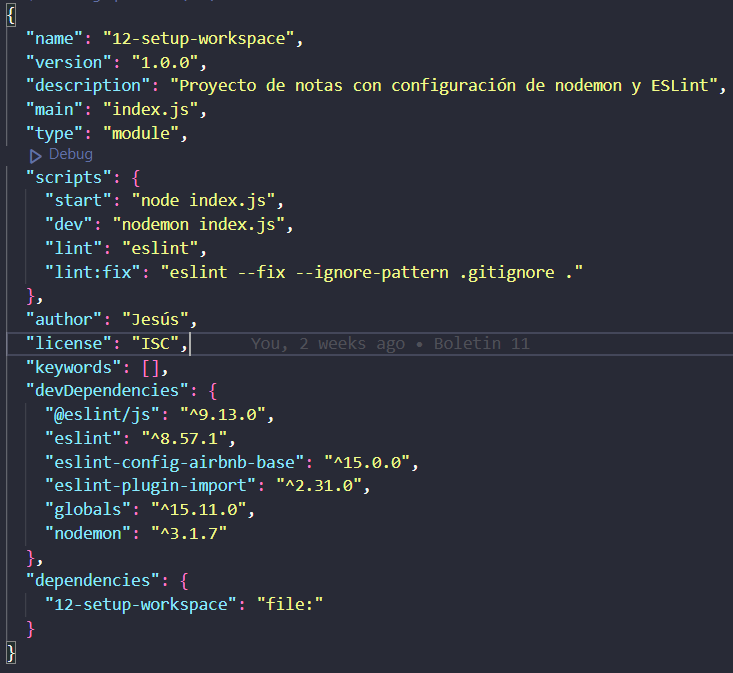 {
"name": "12-setup-workspace",
"version": "1.0.0",
"description": "Proyecto de notas con configuración de nodemon y ESLint",
"main": "index.js",
"type": "module",
Debug
"scripts": {
"start": "node index.js",
"dev": "nodemon index.js",
"lint": "eslint",
"lint:fix": "eslint --fix --ignore-pattern .gitignore ."
},
"author": "Jesús",
"license": "ISC", You, 2 weeks ago • Boletin 11
"keywords": [],
"devDependencies": {
"@eslint/js": "^9.13.0",
"eslint": "^8.57.1",
"eslint-config-airbnb-base": "^15.0.0",
"eslint-plugin-import": "^2.31.0",
"globals": "^15.11.0",
"nodemon": "^3.1.7"
},
"dependencies": {
"12-setup-workspace": "file:"
}
}